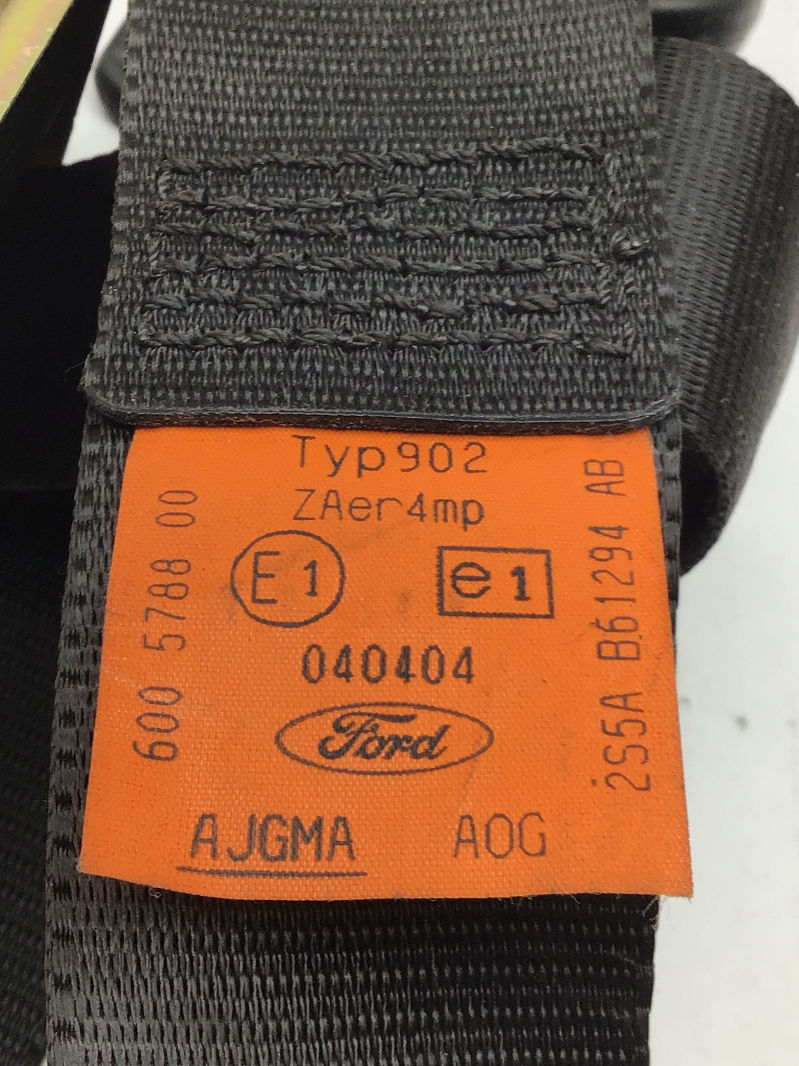 Typ902
ZAer4mp
E1
e1
040404
Ford
AJGMA
AOG
600 5788 00
2S5A B61294 AB